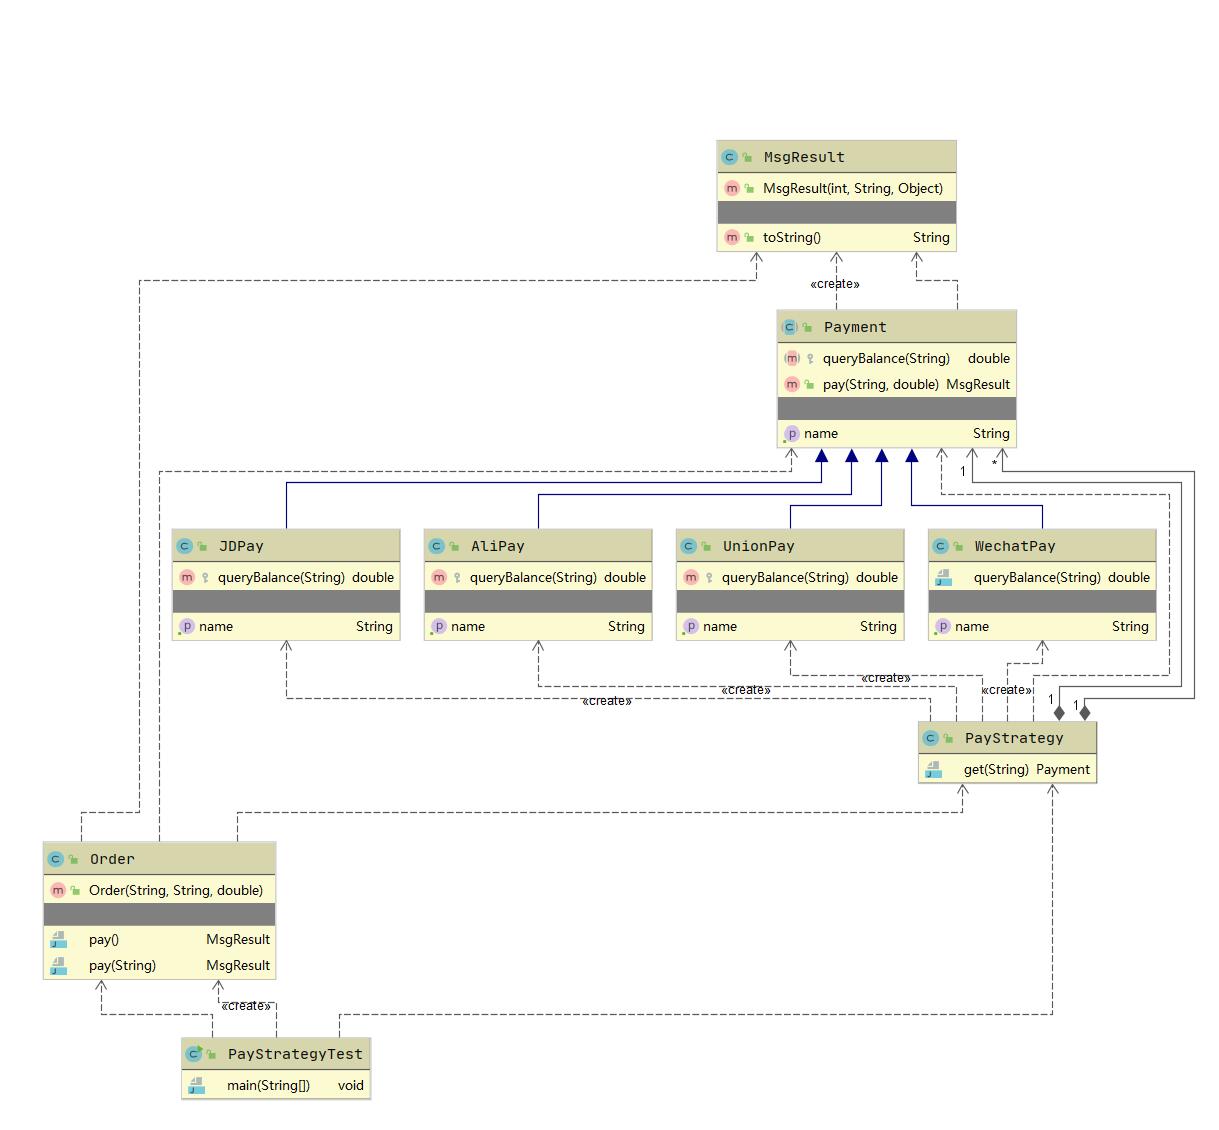 MsgResult
MsgResult(int, String, Object)
toString() String
«create»
Payment
queryBalance(String) double
pay(String, double) MsgResult
name String
1
*
JDPay
queryBalance(String) double
name String
AliPay
queryBalance(String) double
name String
UnionPay
queryBalance(String) double
name String
WechatPay
queryBalance(String) double
name String
«create»
«create»
«create»
«create»
1
1
PayStrategy
get(String) Payment
Order
Order(String, String, double)
pay() MsgResult
pay(String) MsgResult
«create»
PayStrategyTest
main(String[]) void